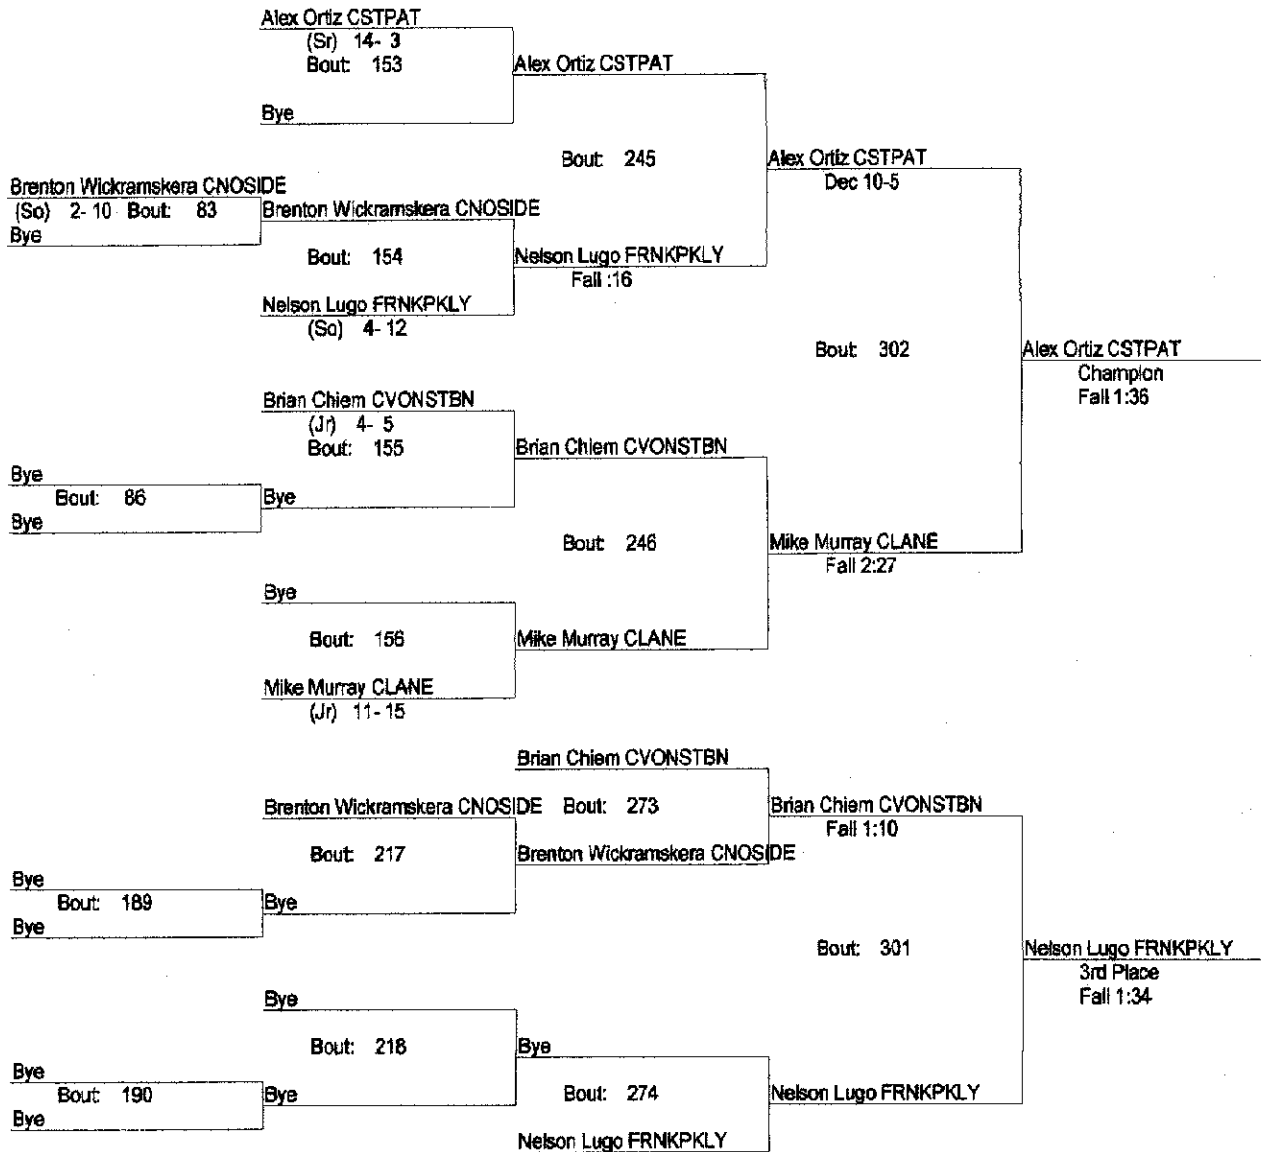 Alex Ortiz CSTPAT
(Sr) 14- 3
Bout: 153
Alex Ortiz CSTPAT
Bye
Bout: 245
Alex Ortiz CSTPAT
Dec 10-5
Brenton Wickramskera CNOSIDE
(So) 2- 10 Bout: 83
Bye
Brenton Wickramskera CNOSIDE
Bout: 154
Nelson Lugo FRNKPKLY
Fall :16
Nelson Lugo FRNKPKLY
(So) 4- 12
Bout: 302
Alex Ortiz CSTPAT
Champion
Fall 1:36
Brian Chiem CVONSTBN
(Jr) 4- 5
Bout: 155
Brian Chiem CVONSTBN
Bye
Bout: 86
Bye
Bye
Bout: 246
Mike Murray CLANE
Fall 2:27
Bye
Bout: 156
Mike Murray CLANE
Mike Murray CLANE
(Jr) 11- 15
Brian Chiem CVONSTBN
Brenton Wickramskera CNOSIDE
Bout: 273
Brian Chiem CVONSTBN
Fall 1:10
Bout: 217
Brenton Wickramskera CNOSIDE
Bye
Bout: 189
Bye
Bye
Bout: 301
Nelson Lugo FRNKPKLY
3rd Place
Fall 1:34
Bye
Bout: 218
Bye
Bye
Bout: 190
Bye
Bye
Bout: 274
Nelson Lugo FRNKPKLY
Nelson Lugo FRNKPKLY